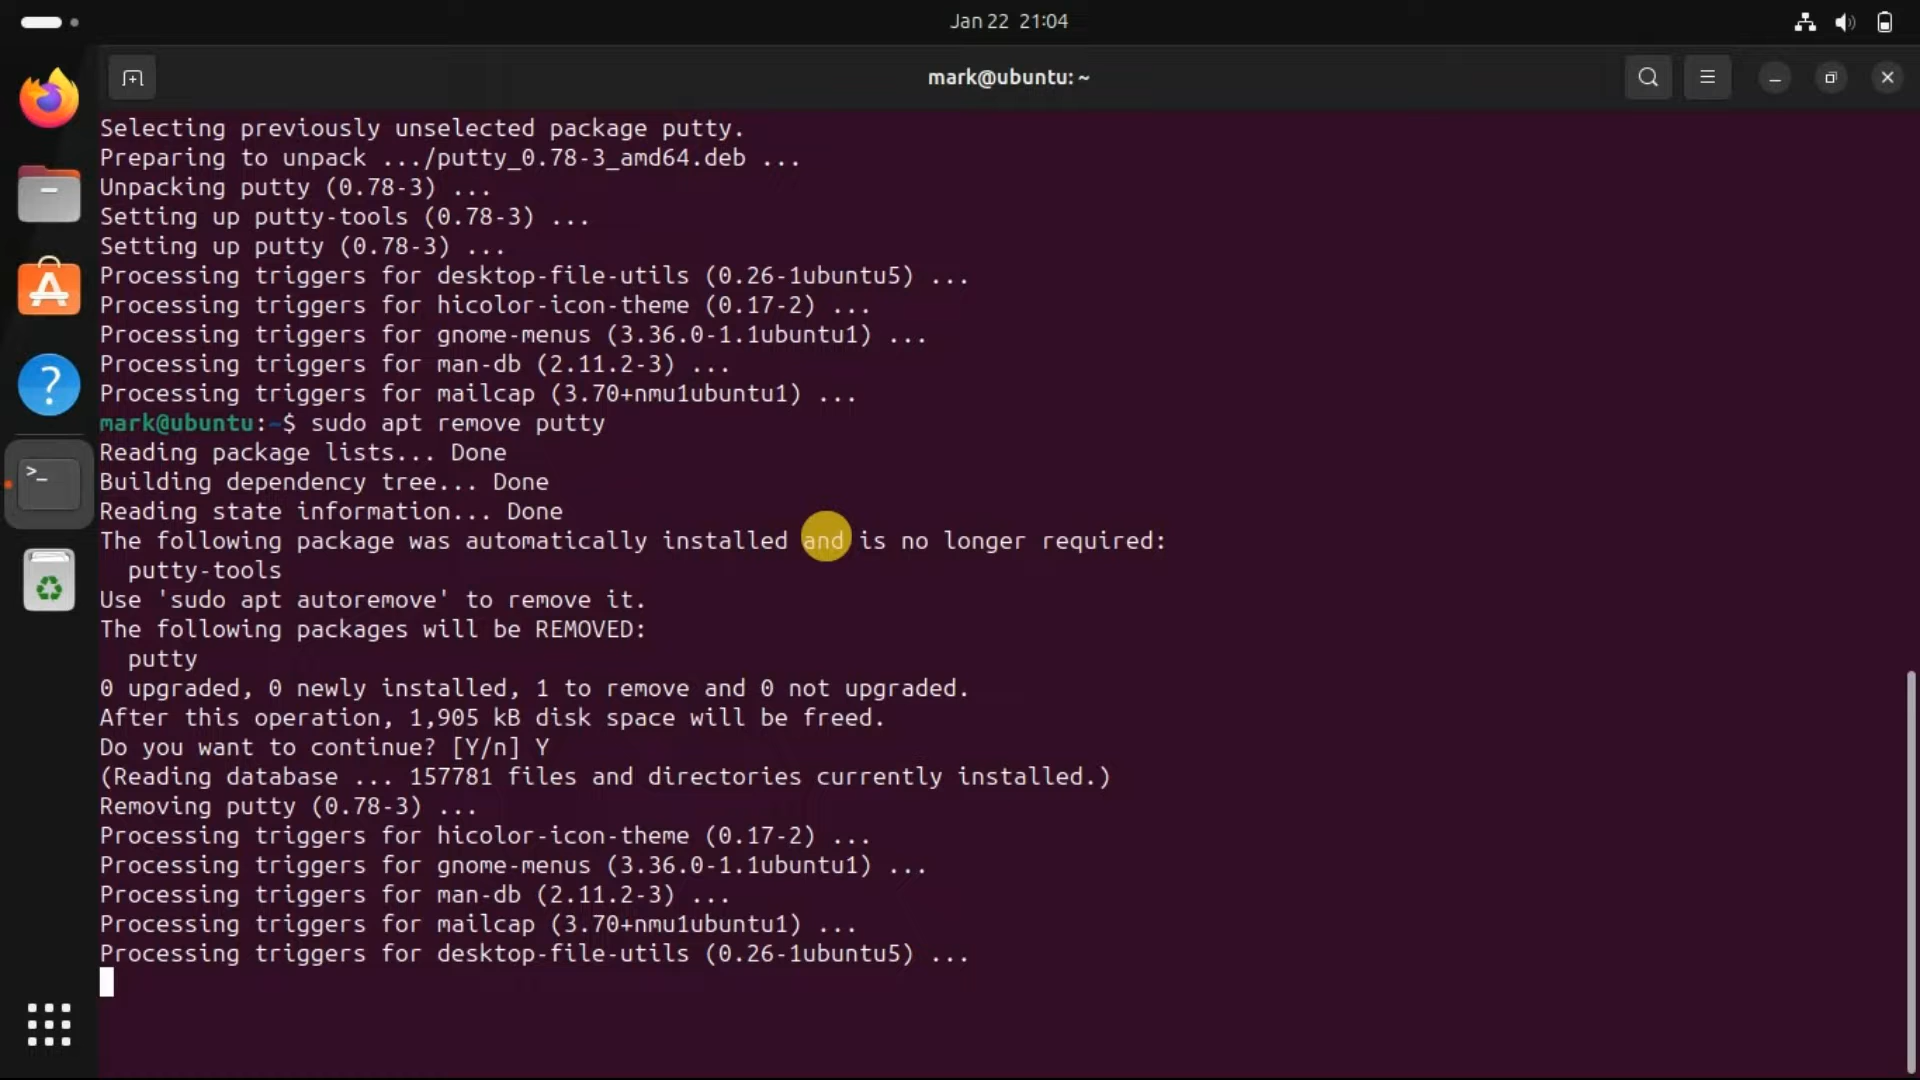 Jan 22 21:04
mark@ubuntu: ~
Selecting previously unselected package putty.
Preparing to unpack .../putty_0.78-3_amd64.deb ...
Unpacking putty (0.78-3) ...
Setting up putty-tools (0.78-3) ...
Setting up putty (0.78-3) ...
Processing triggers for desktop-file-utils (0.26-1ubuntu5) ...
Processing triggers for hicolor-icon-theme (0.17-2) ...
Processing triggers for gnome-menus (3.36.0-1.1ubuntu1) ...
Processing triggers for man-db (2.11.2-3) ...
Processing triggers for mailcap (3.70+nmu1ubuntu1) ...
mark@ubuntu:~$ sudo apt remove putty
Reading package lists... Done
Building dependency tree... Done
Reading state information... Done
The following package was automatically installed and is no longer required:
  putty-tools
Use 'sudo apt autoremove' to remove it.
The following packages will be REMOVED:
  putty
0 upgraded, 0 newly installed, 1 to remove and 0 not upgraded.
After this operation, 1,905 kB disk space will be freed.
Do you want to continue? [Y/n] Y
(Reading database ... 157781 files and directories currently installed.)
Removing putty (0.78-3) ...
Processing triggers for hicolor-icon-theme (0.17-2) ...
Processing triggers for gnome-menus (3.36.0-1.1ubuntu1) ...
Processing triggers for man-db (2.11.2-3) ...
Processing triggers for mailcap (3.70+nmu1ubuntu1) ...
Processing triggers for desktop-file-utils (0.26-1ubuntu5) ...